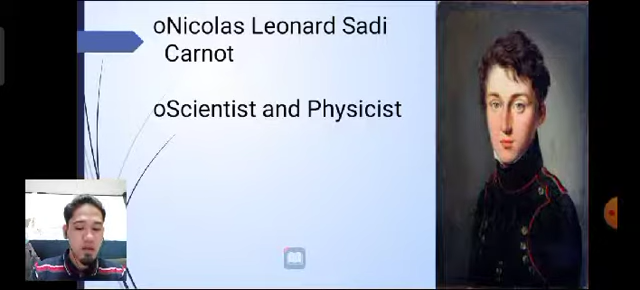 oNicolas Leonard Sadi
Carnot
oScientist and Physicist